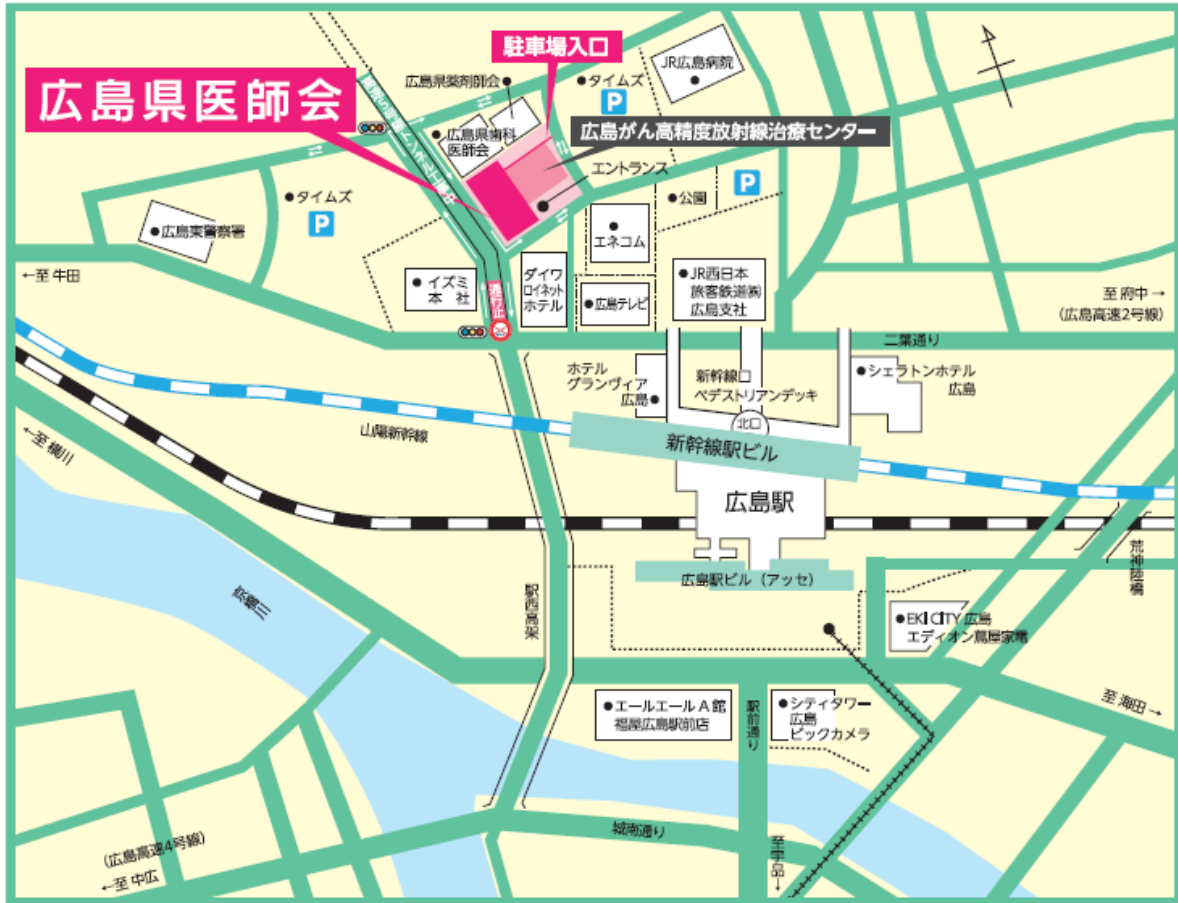 駐車場入口
広島県薬剤師会
タイムズ
P
JR広島病院
広島県医師会
広島県歯科
医師会
広島がん高精度放射線治療センター
エントランス
公園
P
タイムズ
P
広島東警察署
エネコム
←至 牛田
イズミ
本 社
通行止
ダイワ
ロイネット
ホテル
広島テレビ
JR西日本
旅客鉄道㈱
広島支社
至 府中→
(広島高速2号線)
二葉通り
ホテル
グランヴィア
広島
新幹線口
ペデストリアンデッキ
シェラトンホテル
広島
北口
←至 横川
山陽新幹線
新幹線駅ビル
広島駅
荒神陸橋
広島駅ビル(アッセ)
京橋川
駅西高架
EKI CITY 広島
エディオン蔦屋家電
エールエール A 館
福屋広島駅前店
駅前通り
シティタワー
広島
ビックカメラ
至 海田→
城南通り
(広島高速4号線)
←至 中広
至宇品→